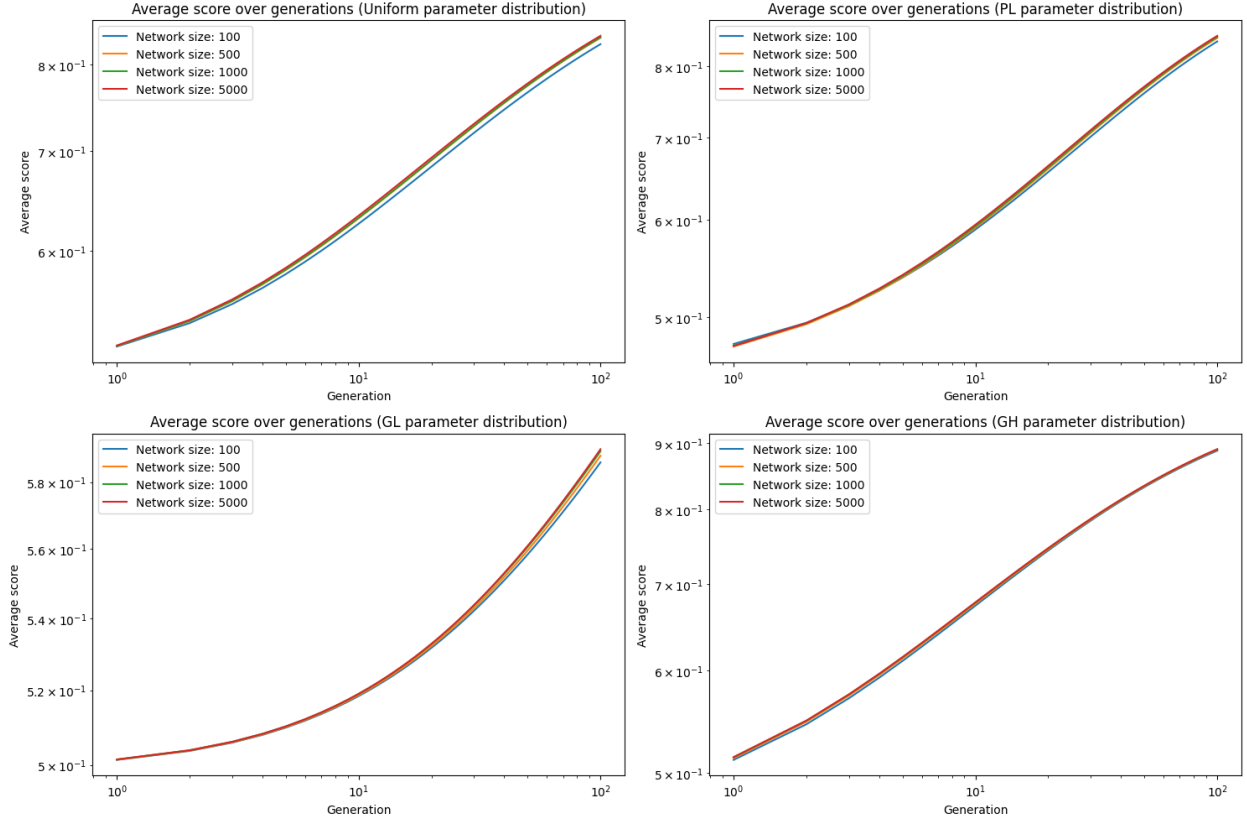 Average score over generations (Uniform parameter distribution)
Network size: 100
Network size: 500
Network size: 1000
Network size: 5000
8 × 10⁻¹
7 × 10⁻¹
6 × 10⁻¹
Average score
10⁰
10¹
10²
Generation
Average score over generations (PL parameter distribution)
Network size: 100
Network size: 500
Network size: 1000
Network size: 5000
8 × 10⁻¹
7 × 10⁻¹
6 × 10⁻¹
5 × 10⁻¹
Average score
10⁰
10¹
10²
Generation
Average score over generations (GL parameter distribution)
Network size: 100
Network size: 500
Network size: 1000
Network size: 5000
5.8 × 10⁻¹
5.6 × 10⁻¹
5.4 × 10⁻¹
5.2 × 10⁻¹
5 × 10⁻¹
Average score
10⁰
10¹
10²
Generation
Average score over generations (GH parameter distribution)
Network size: 100
Network size: 500
Network size: 1000
Network size: 5000
9 × 10⁻¹
8 × 10⁻¹
7 × 10⁻¹
6 × 10⁻¹
5 × 10⁻¹
Average score
10⁰
10¹
10²
Generation